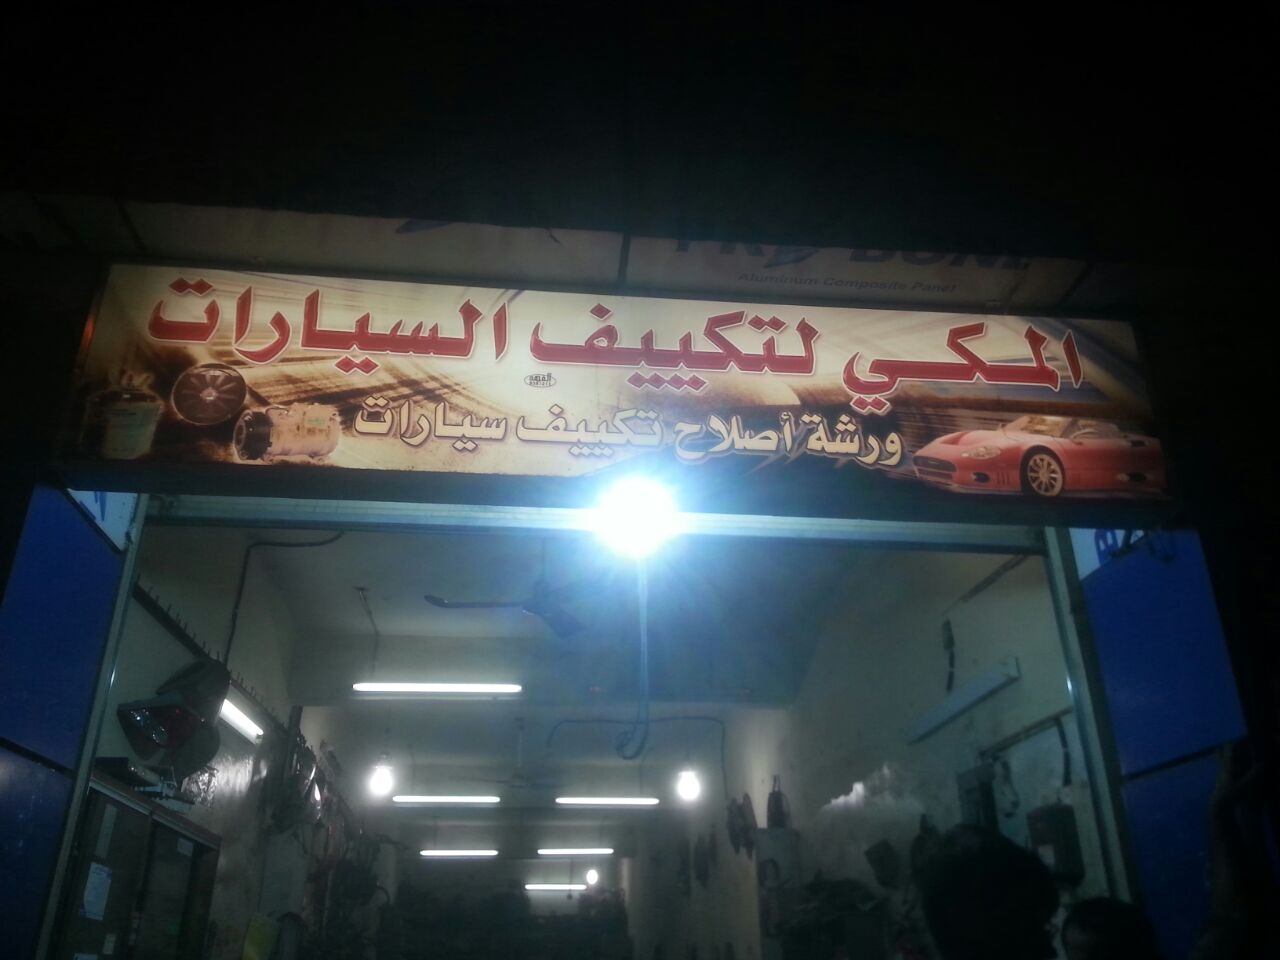 Aluminum Composite Panel
المكي لتكييف السيارات
ورشة أصلاح تكييف سيارات